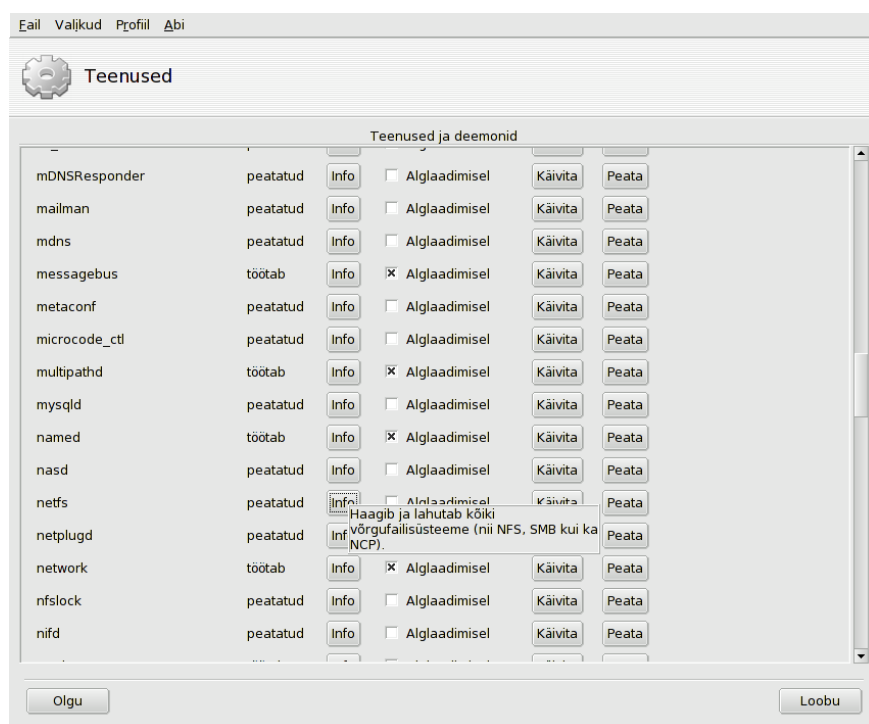 Fail Valikud Profiil Abi
Teenused
Teenused ja deemonid
mDNSResponder peatatud Info Alglaadimisel Käivita Peata
mailman peatatud Info Alglaadimisel Käivita Peata
mdns peatatud Info Alglaadimisel Käivita Peata
messagebus töötab Info Alglaadimisel Käivita Peata
metaconf peatatud Info Alglaadimisel Käivita Peata
microcode_ctl peatatud Info Alglaadimisel Käivita Peata
multipathd töötab Info Alglaadimisel Käivita Peata
mysqld peatatud Info Alglaadimisel Käivita Peata
named töötab Info Alglaadimisel Käivita Peata
nasd peatatud Info Alglaadimisel Käivita Peata
netfs peatatud Info Alglaadimisel Käivita Peata
Haagib ja lahutab kõiki
võrgufailisüsteeme (nii NFS, SMB kui ka
NCP).
netplugd peatatud Peata
network töötab Info Alglaadimisel Käivita Peata
nfslock peatatud Info Alglaadimisel Käivita Peata
nifd peatatud Info Alglaadimisel Käivita Peata
Olgu Loobu